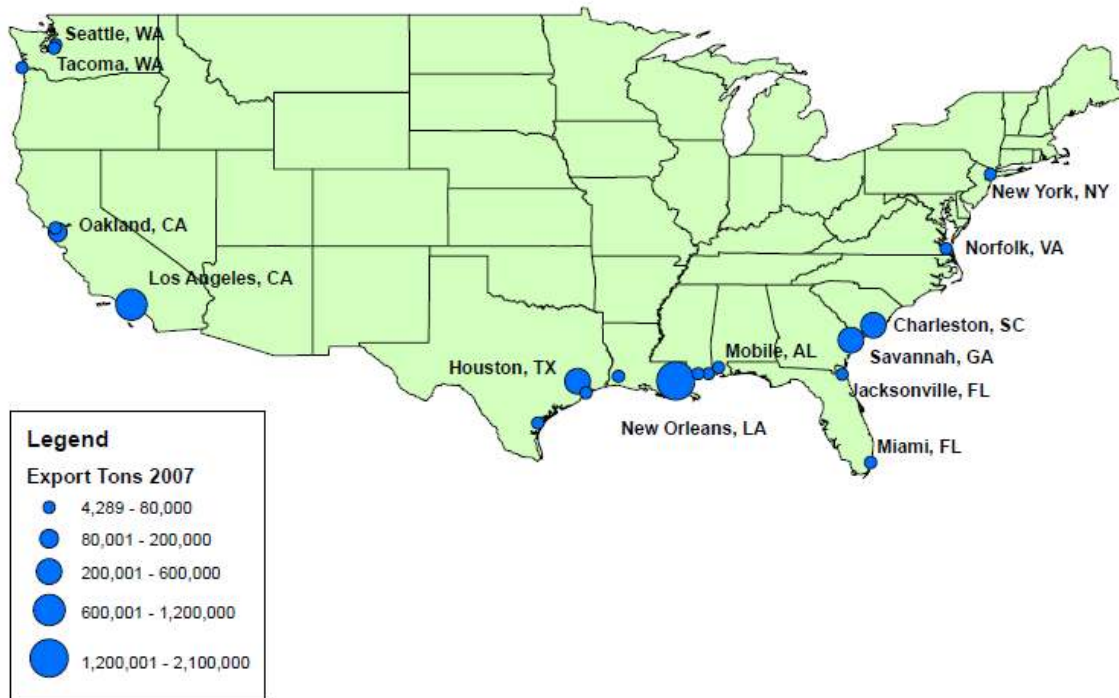 Seattle, WA
Tacoma, WA
New York, NY
Oakland, CA
Norfolk, VA
Los Angeles, CA
Charleston, SC
Mobile, AL
Savannah, GA
Houston, TX
Jacksonville, FL
New Orleans, LA
Miami, FL
Legend
Export Tons 2007
4,289 - 80,000
80,001 - 200,000
200,001 - 600,000
600,001 - 1,200,000
1,200,001 - 2,100,000